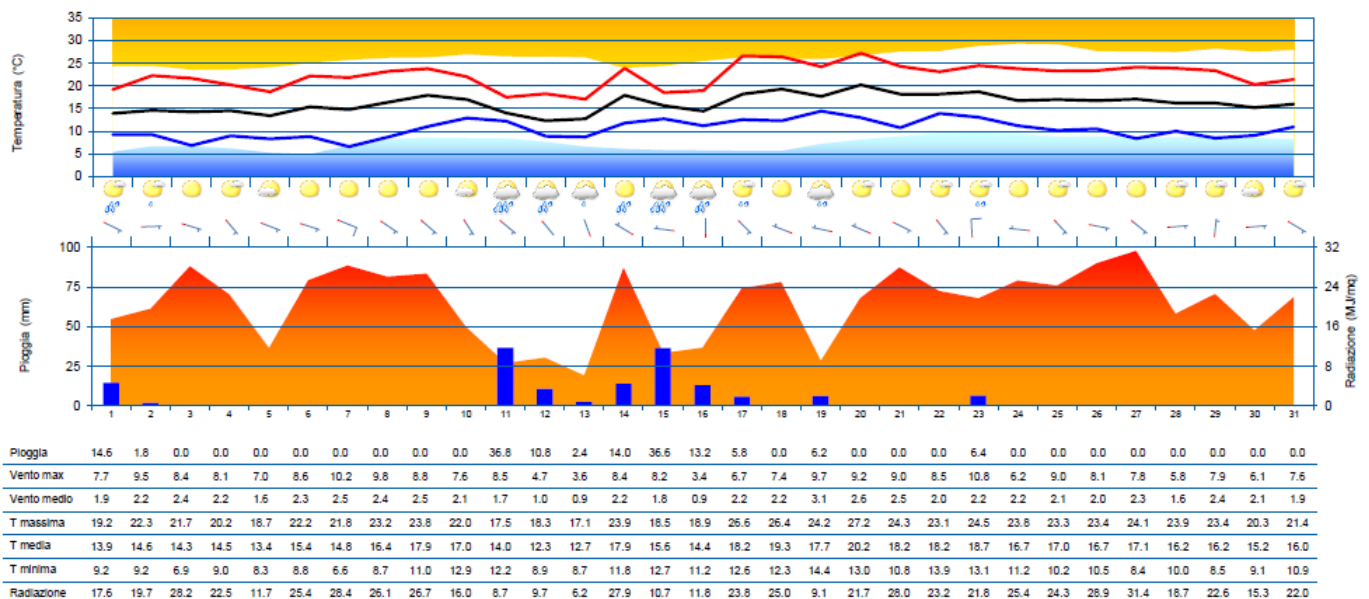 35
30
25
20
15
10
5
0
Temperatura (°C)
100
75
50
25
0
Pioggia (mm)
32
24
16
8
0
Radiazione (MJ/mq)
1 2 3 4 5 6 7 8 9 10 11 12 13 14 15 16 17 18 19 20 21 22 23 24 25 26 27 28 29 30 31
Pioggia 14.6 1.8 0.0 0.0 0.0 0.0 0.0 0.0 0.0 0.0 36.8 10.8 2.4 14.0 36.6 13.2 5.8 0.0 6.2 0.0 0.0 0.0 6.4 0.0 0.0 0.0 0.0 0.0 0.0 0.0 0.0
Vento max 7.7 9.5 8.4 8.1 7.0 8.6 10.2 9.8 8.8 7.6 8.5 4.7 3.6 8.4 8.2 3.4 6.7 7.4 9.7 9.2 9.0 8.5 10.8 6.2 9.0 8.1 7.8 5.8 7.9 6.1 7.6
Vento medio 1.9 2.2 2.4 2.2 1.6 2.3 2.5 2.4 2.5 2.1 1.7 1.0 0.9 2.2 1.8 0.9 2.2 2.2 3.1 2.6 2.5 2.0 2.2 2.2 2.1 2.0 2.3 1.6 2.4 2.1 1.9
T massima 19.2 22.3 21.7 20.2 18.7 22.2 21.8 23.2 23.8 22.0 17.5 18.3 17.1 23.9 18.5 18.9 26.6 26.4 24.2 27.2 24.3 23.1 24.5 23.8 23.3 23.4 24.1 23.9 23.4 20.3 21.4
T media 13.9 14.6 14.3 14.5 13.4 15.4 14.8 16.4 17.9 17.0 14.0 12.3 12.7 17.9 15.6 14.4 18.2 19.3 17.7 20.2 18.2 18.2 18.7 16.7 17.0 16.7 17.1 16.2 16.2 15.2 16.0
T minima 9.2 9.2 6.9 9.0 8.3 8.8 6.6 8.7 11.0 12.9 12.2 8.9 8.7 11.8 12.7 11.2 12.6 12.3 14.4 13.0 10.8 13.9 13.1 11.2 10.2 10.5 8.4 10.0 8.5 9.1 10.9
Radiazione 17.6 19.7 28.2 22.5 11.7 25.4 28.4 26.1 26.7 16.0 8.7 9.7 6.2 27.9 10.7 11.8 23.8 25.0 9.1 21.7 28.0 23.2 21.8 25.4 24.3 28.9 31.4 18.7 22.6 15.3 22.0